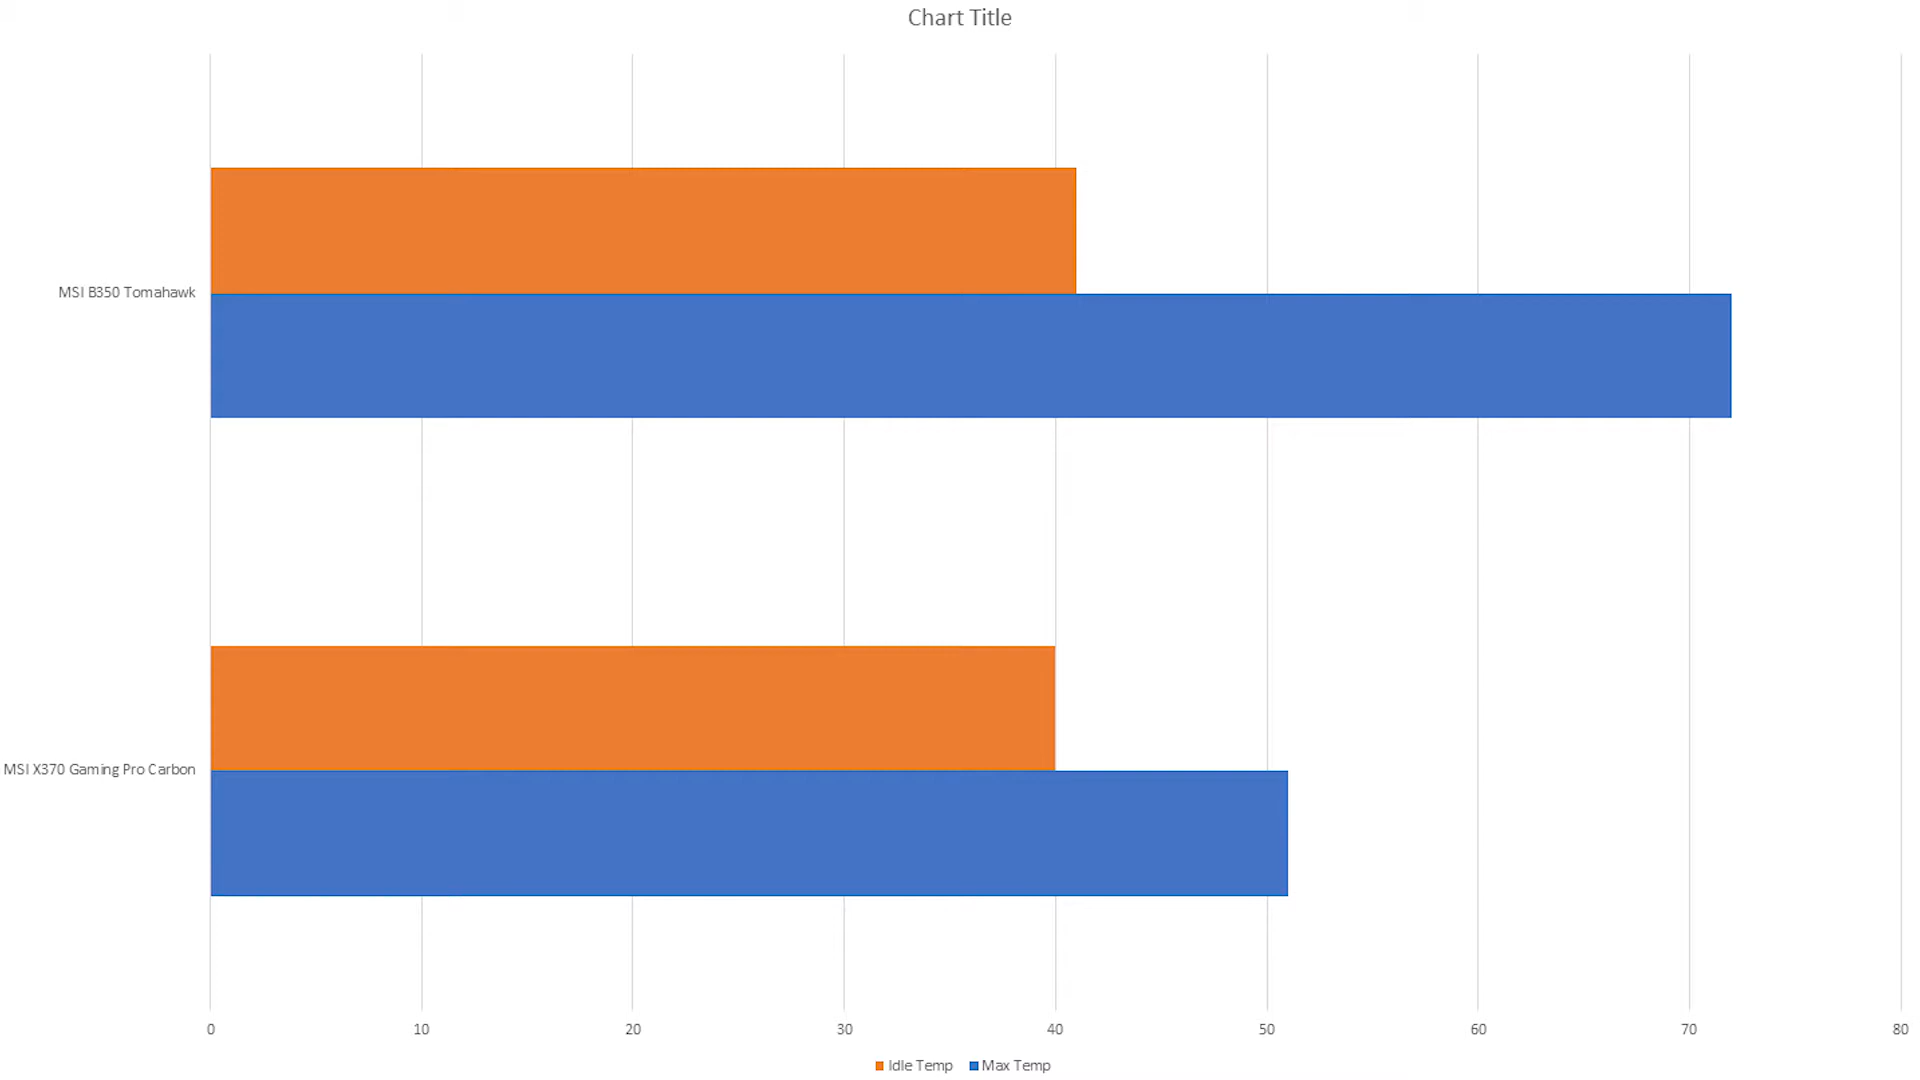 Chart Title
MSI B350 Tomahawk
MSI X370 Gaming Pro Carbon
0 10 20 30 40 50 60 70 80
Idle Temp Max Temp